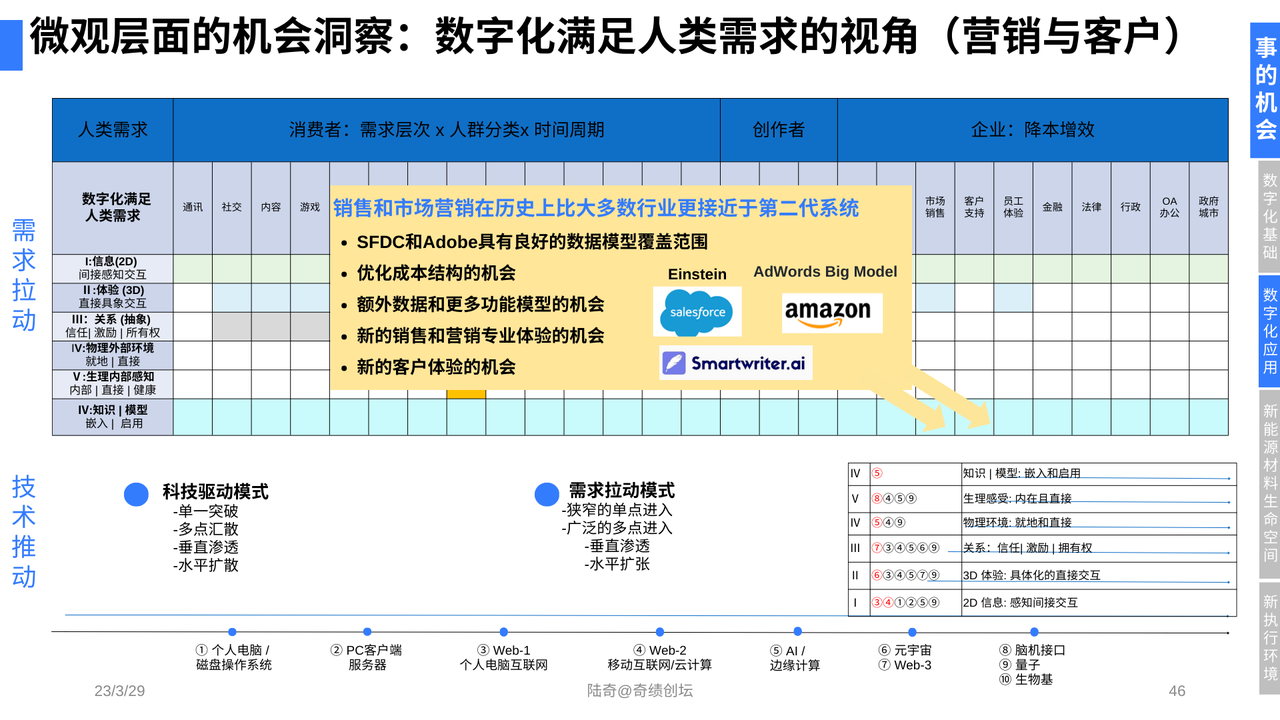 微观层面的机会洞察：数字化满足人类需求的视角（营销与客户）
事的机会
数字化基础
数字化应用
新能源材料生命空间
新执行环境
需求拉动
技术推动
人类需求
消费者：需求层次 x 人群分类x 时间周期
创作者
企业：降本增效
数字化满足
人类需求
通讯
社交
内容
游戏
市场
销售
客户
支持
员工
体验
金融
法律
行政
OA
办公
政府
城市
I:信息(2D)
间接感知交互
II:体验 (3D)
直接具象交互
III: 关系 (抽象)
信任| 激励 | 所有权
IV:物理外部环境
就地 | 直接
V:生理内部感知
内部 | 直接 | 健康
IV:知识 | 模型
嵌入 | 启用
销售和市场营销在历史上比大多数行业更接近于第二代系统
• SFDC和Adobe具有良好的数据模型覆盖范围
• 优化成本结构的机会
• 额外数据和更多功能模型的机会
• 新的销售和营销专业体验的机会
• 新的客户体验的机会
Einstein
AdWords Big Model
salesforce
amazon
Smartwriter.ai
科技驱动模式
-单一突破
-多点汇散
-垂直渗透
-水平扩散
需求拉动模式
-狭窄的单点进入
-广泛的多点进入
-垂直渗透
-水平扩张
IV ⑤ 知识 | 模型: 嵌入和启用
V ⑧④⑤⑨ 生理感受: 内在且直接
IV ⑤④⑨ 物理环境: 就地和直接
III ⑦③④⑤⑥⑨ 关系：信任| 激励 | 拥有权
II ⑥③④⑤⑦⑨ 3D 体验: 具体化的直接交互
I ③④①②⑤⑨ 2D 信息: 感知间接交互
① 个人电脑 /
磁盘操作系统
② PC客户端
服务器
③ Web-1
个人电脑互联网
④ Web-2
移动互联网/云计算
⑤ AI /
边缘计算
⑥ 元宇宙
⑦ Web-3
⑧ 脑机接口
⑨ 量子
⑩ 生物基
23/3/29
陆奇@奇绩创坛
46